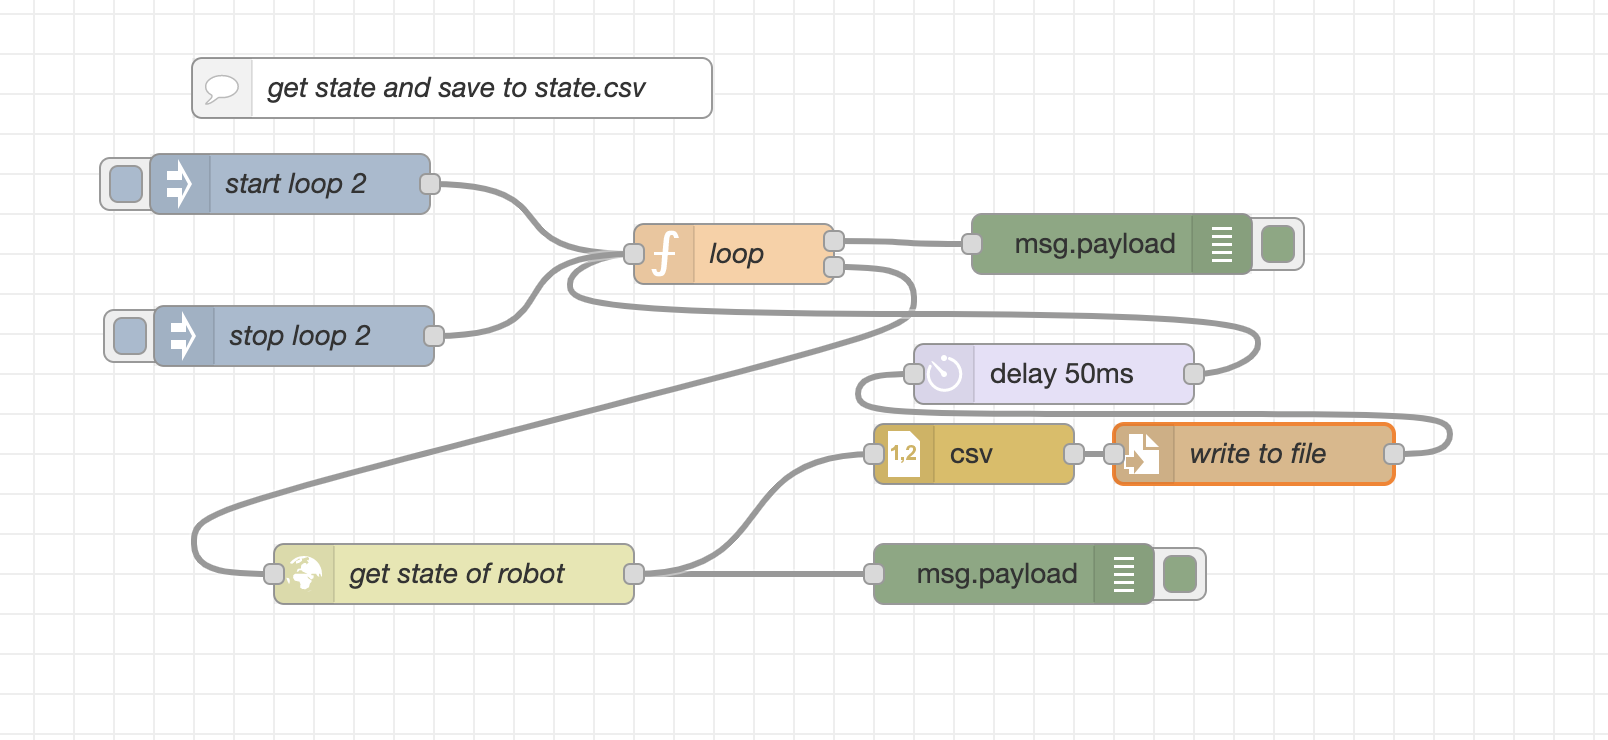 get state and save to state.csv
start loop 2
loop
msg.payload
stop loop 2
delay 50ms
1,2
csv
write to file
get state of robot
msg.payload